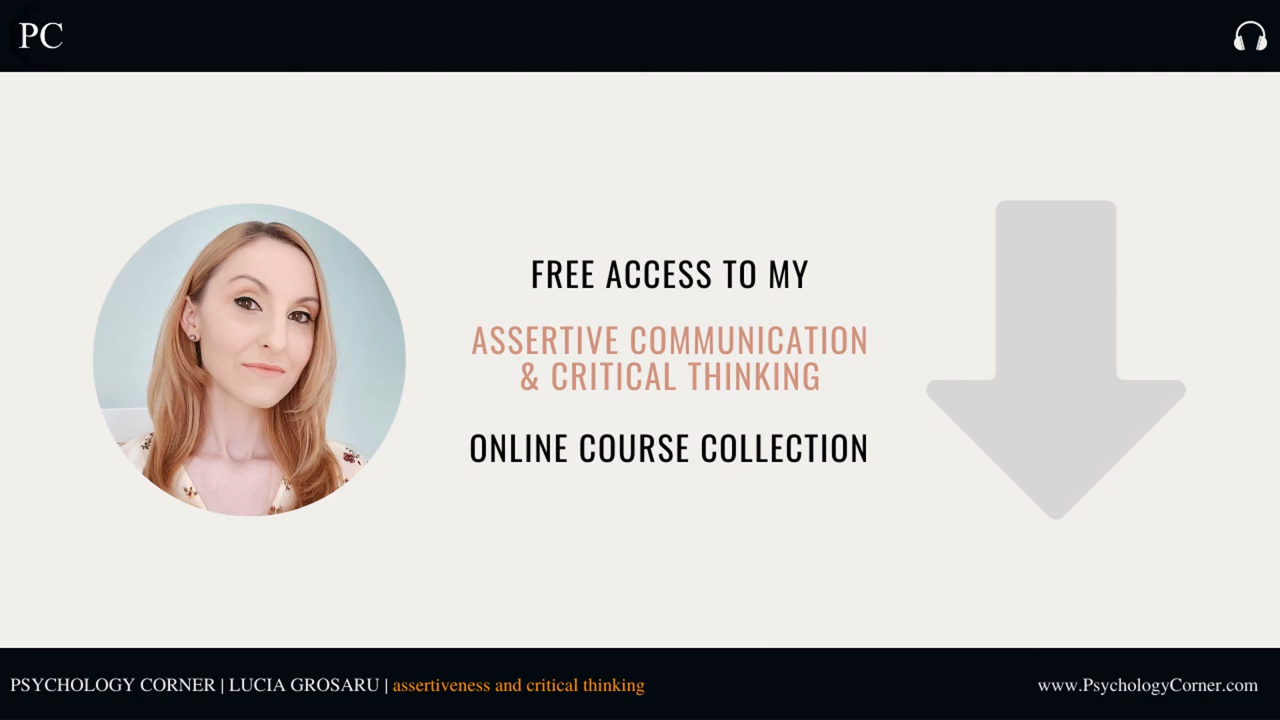 PC
FREE ACCESS TO MY
ASSERTIVE COMMUNICATION
& CRITICAL THINKING
ONLINE COURSE COLLECTION
PSYCHOLOGY CORNER | LUCIA GROSARU | assertiveness and critical thinking
www.PsychologyCorner.com